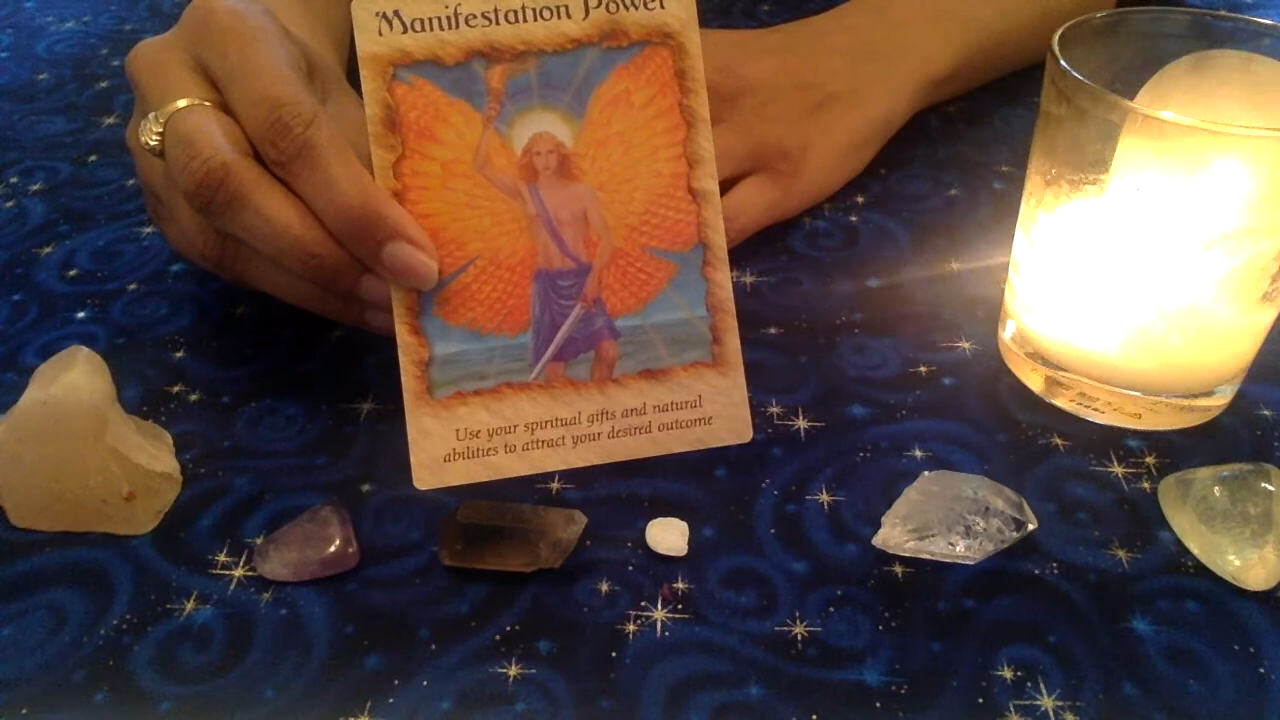 Manifestation Power
Use your spiritual gifts and natural
abilities to attract your desired outcome